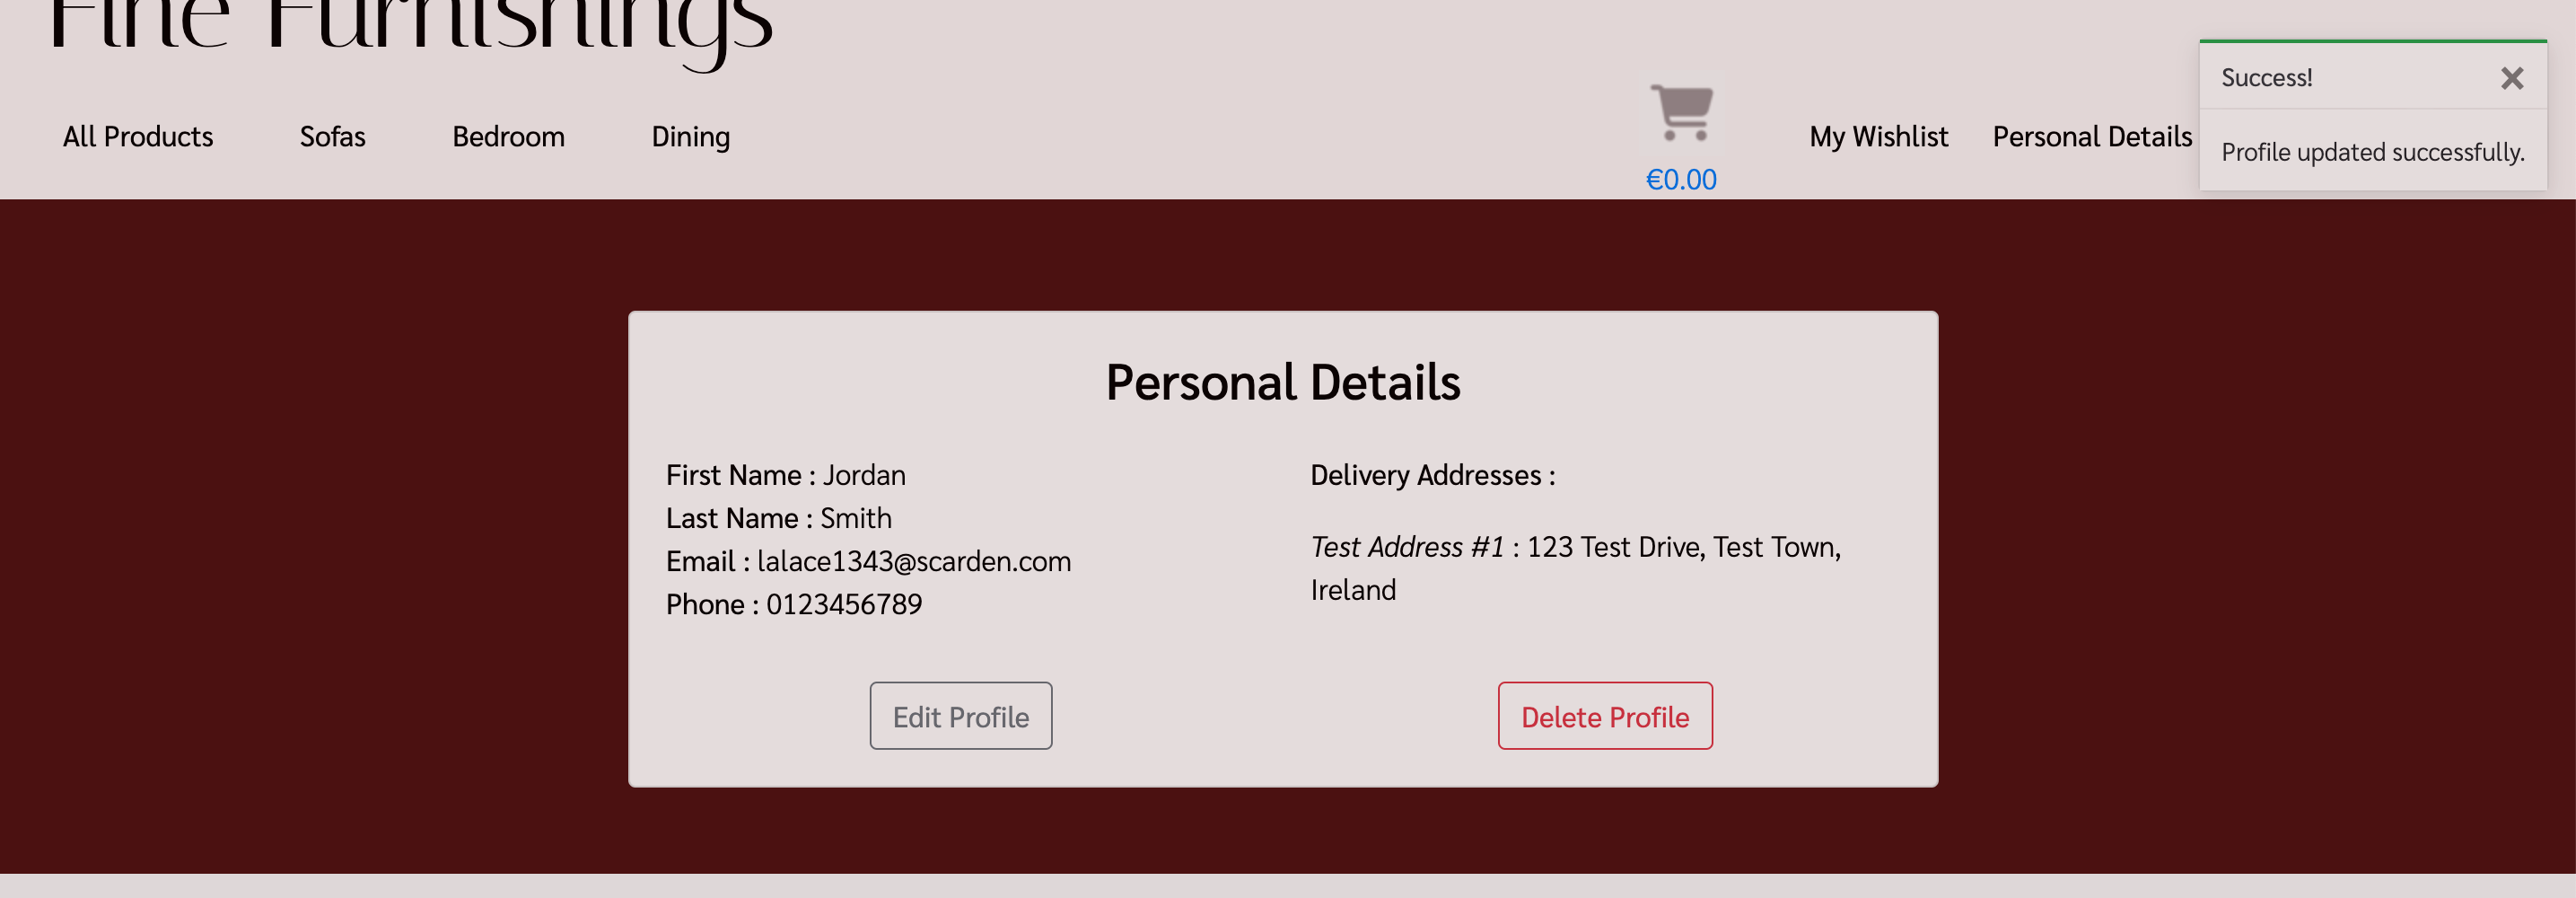 Fine Furnishings
Success!
All Products Sofas Bedroom Dining
My Wishlist Personal Details
Profile updated successfully.
€0.00
Personal Details
First Name : Jordan
Last Name : Smith
Email : lalace1343@scarden.com
Phone : 0123456789
Delivery Addresses :
Test Address #1 : 123 Test Drive, Test Town,
Ireland
Edit Profile
Delete Profile